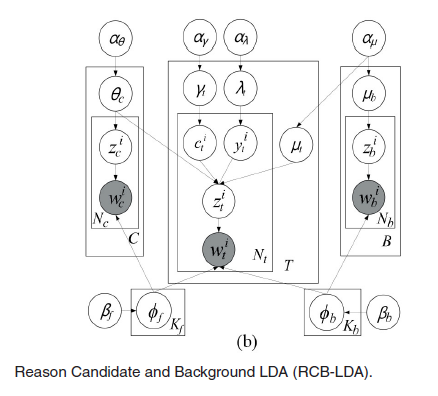 α_θ α_γ α_λ α_μ
θ_c γ_t λ_t μ_b
z_c^i c_t^i y_t^i μ_t z_b^i
w_c^i z_t^i w_b^i
N_c w_t^i N_t N_b
C T B
β_f φ_f K_f φ_b K_b β_b
(b)
Reason Candidate and Background LDA (RCB-LDA).